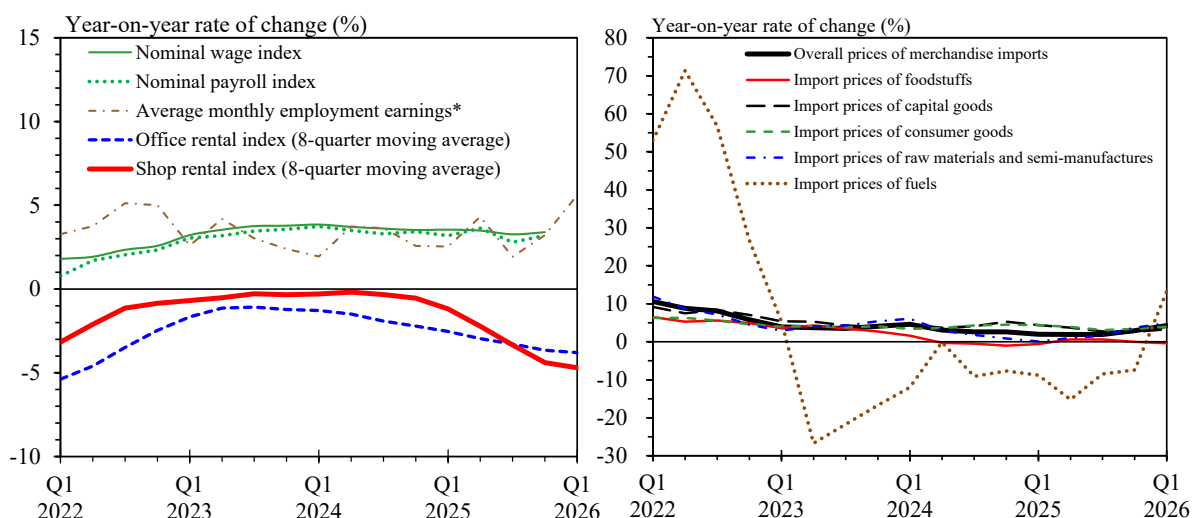 Year-on-year rate of change (%)
15
10
5
0
-5
-10
Nominal wage index
Nominal payroll index
Average monthly employment earnings*
Office rental index (8-quarter moving average)
Shop rental index (8-quarter moving average)
Q1 Q1 Q1 Q1 Q1
2022 2023 2024 2025 2026
Year-on-year rate of change (%)
80
70
60
50
40
30
20
10
0
-10
-20
-30
Overall prices of merchandise imports
Import prices of foodstuffs
Import prices of capital goods
Import prices of consumer goods
Import prices of raw materials and semi-manufactures
Import prices of fuels
Q1 Q1 Q1 Q1 Q1
2022 2023 2024 2025 2026